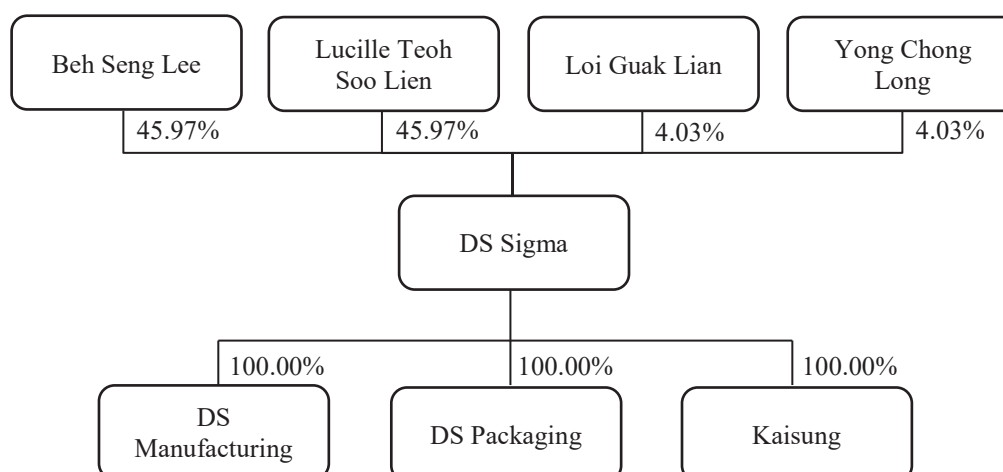 Beh Seng Lee
Lucille Teoh
Soo Lien
Loi Guak Lian
Yong Chong
Long
45.97%
45.97%
4.03%
4.03%
DS Sigma
100.00%
100.00%
100.00%
DS
Manufacturing
DS Packaging
Kaisung